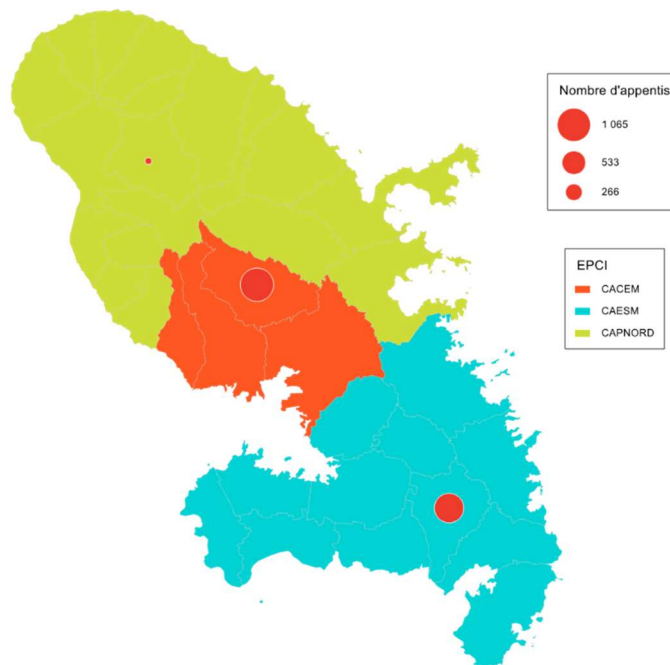 Nombre d'appentis
1 065
533
266
EPCI
CACEM
CAESM
CAPNORD